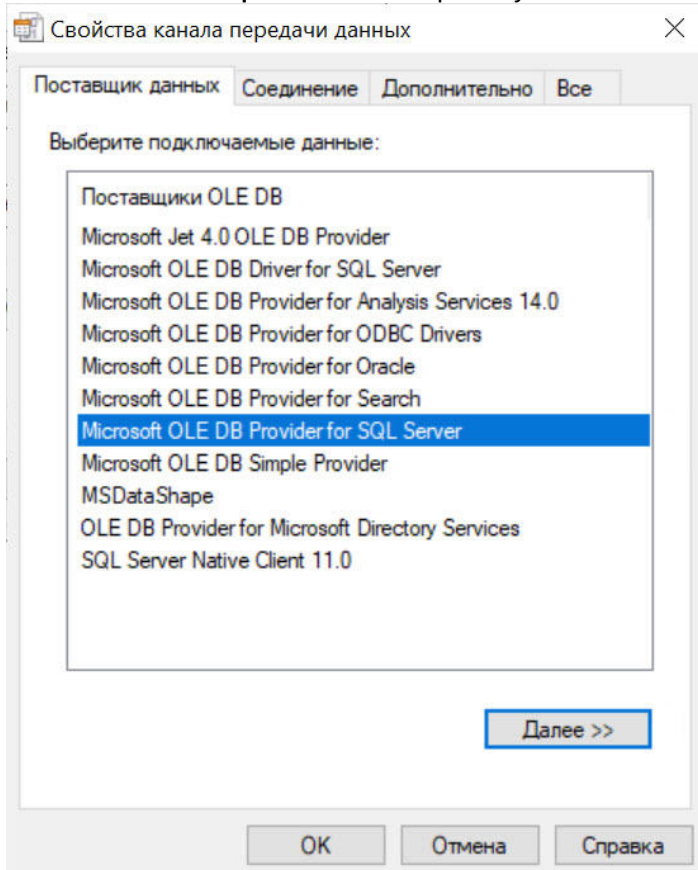 Свойства канала передачи данных
Поставщик данных Соединение Дополнительно Все
Выберите подключаемые данные:
Поставщики OLE DB
Microsoft Jet 4.0 OLE DB Provider
Microsoft OLE DB Driver for SQL Server
Microsoft OLE DB Provider for Analysis Services 14.0
Microsoft OLE DB Provider for ODBC Drivers
Microsoft OLE DB Provider for Oracle
Microsoft OLE DB Provider for Search
Microsoft OLE DB Provider for SQL Server
Microsoft OLE DB Simple Provider
MSDataShape
OLE DB Provider for Microsoft Directory Services
SQL Server Native Client 11.0
Далее >>
ОК Отмена Справка